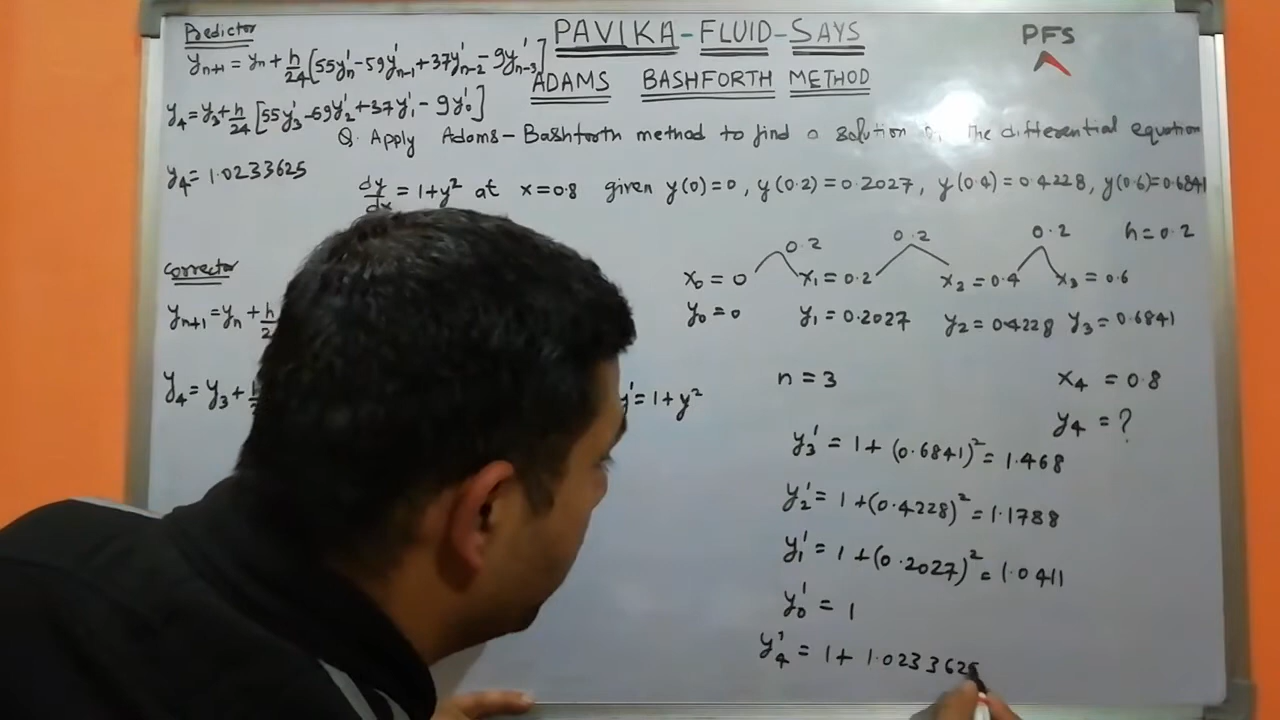 PAVIKA-FLUID-SAYS
PFS
ADAMS BASHFORTH METHOD
Predictor
yn+1 = yn + h/24 [55y'n - 59y'n-1 + 37y'n-2 - 9y'n-3]
y4 = y3 + h/24 [55y'3 - 59y'2 + 37y'1 - 9y'0]
y4 = 1.0233625
Q. Apply Adams-Bashforth method to find a solution of the differential equation
dy/dx = 1+y² at x=0.8 given y(0)=0, y(0.2)=0.2027, y(0.4)=0.4228, y(0.6)=0.6841
0.2 0.2 0.2 h=0.2
x0=0 x1=0.2 x2=0.4 x3=0.6
y0=0 y1=0.2027 y2=0.4228 y3=0.6841
Corrector
yn+1 = yn + h
y4 = y3 +
y' = 1+y²
n=3
x4 = 0.8
y4 = ?
y3' = 1+(0.6841)² = 1.468
y2' = 1+(0.4228)² = 1.1788
y1' = 1+(0.2027)² = 1.0411
y0' = 1
y4' = 1+ 1.0233625